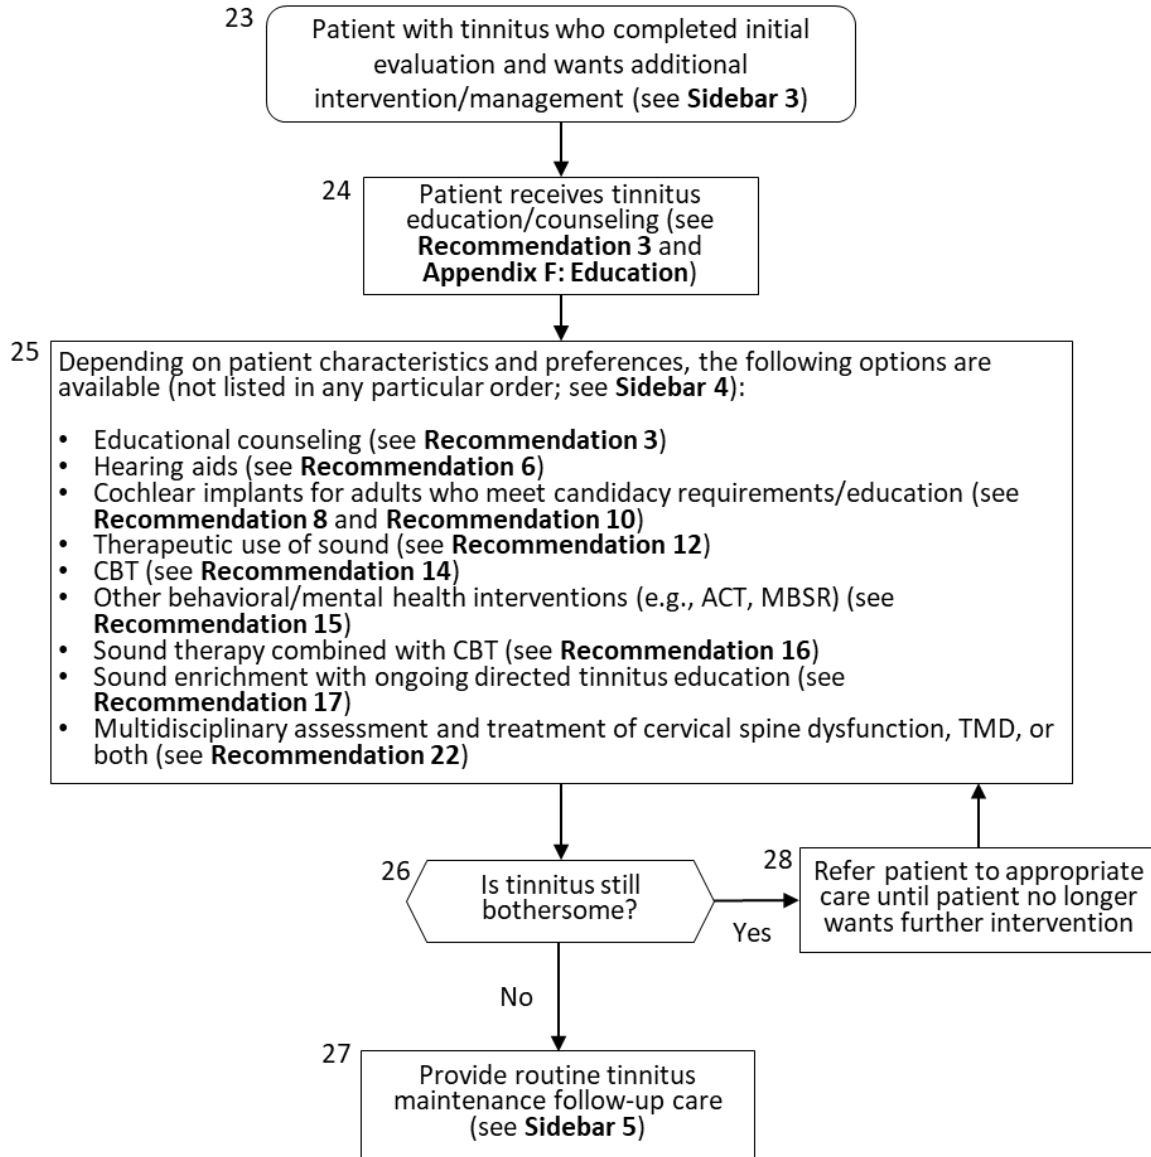 23
Patient with tinnitus who completed initial
evaluation and wants additional
intervention/management (see Sidebar 3)
24
Patient receives tinnitus
education/counseling (see
Recommendation 3 and
Appendix F: Education)
25
Depending on patient characteristics and preferences, the following options are
available (not listed in any particular order; see Sidebar 4):
• Educational counseling (see Recommendation 3)
• Hearing aids (see Recommendation 6)
• Cochlear implants for adults who meet candidacy requirements/education (see
Recommendation 8 and Recommendation 10)
• Therapeutic use of sound (see Recommendation 12)
• CBT (see Recommendation 14)
• Other behavioral/mental health interventions (e.g., ACT, MBSR) (see
Recommendation 15)
• Sound therapy combined with CBT (see Recommendation 16)
• Sound enrichment with ongoing directed tinnitus education (see
Recommendation 17)
• Multidisciplinary assessment and treatment of cervical spine dysfunction, TMD, or
both (see Recommendation 22)
26
Is tinnitus still
bothersome?
Yes
28
Refer patient to appropriate
care until patient no longer
wants further intervention
No
27
Provide routine tinnitus
maintenance follow-up care
(see Sidebar 5)